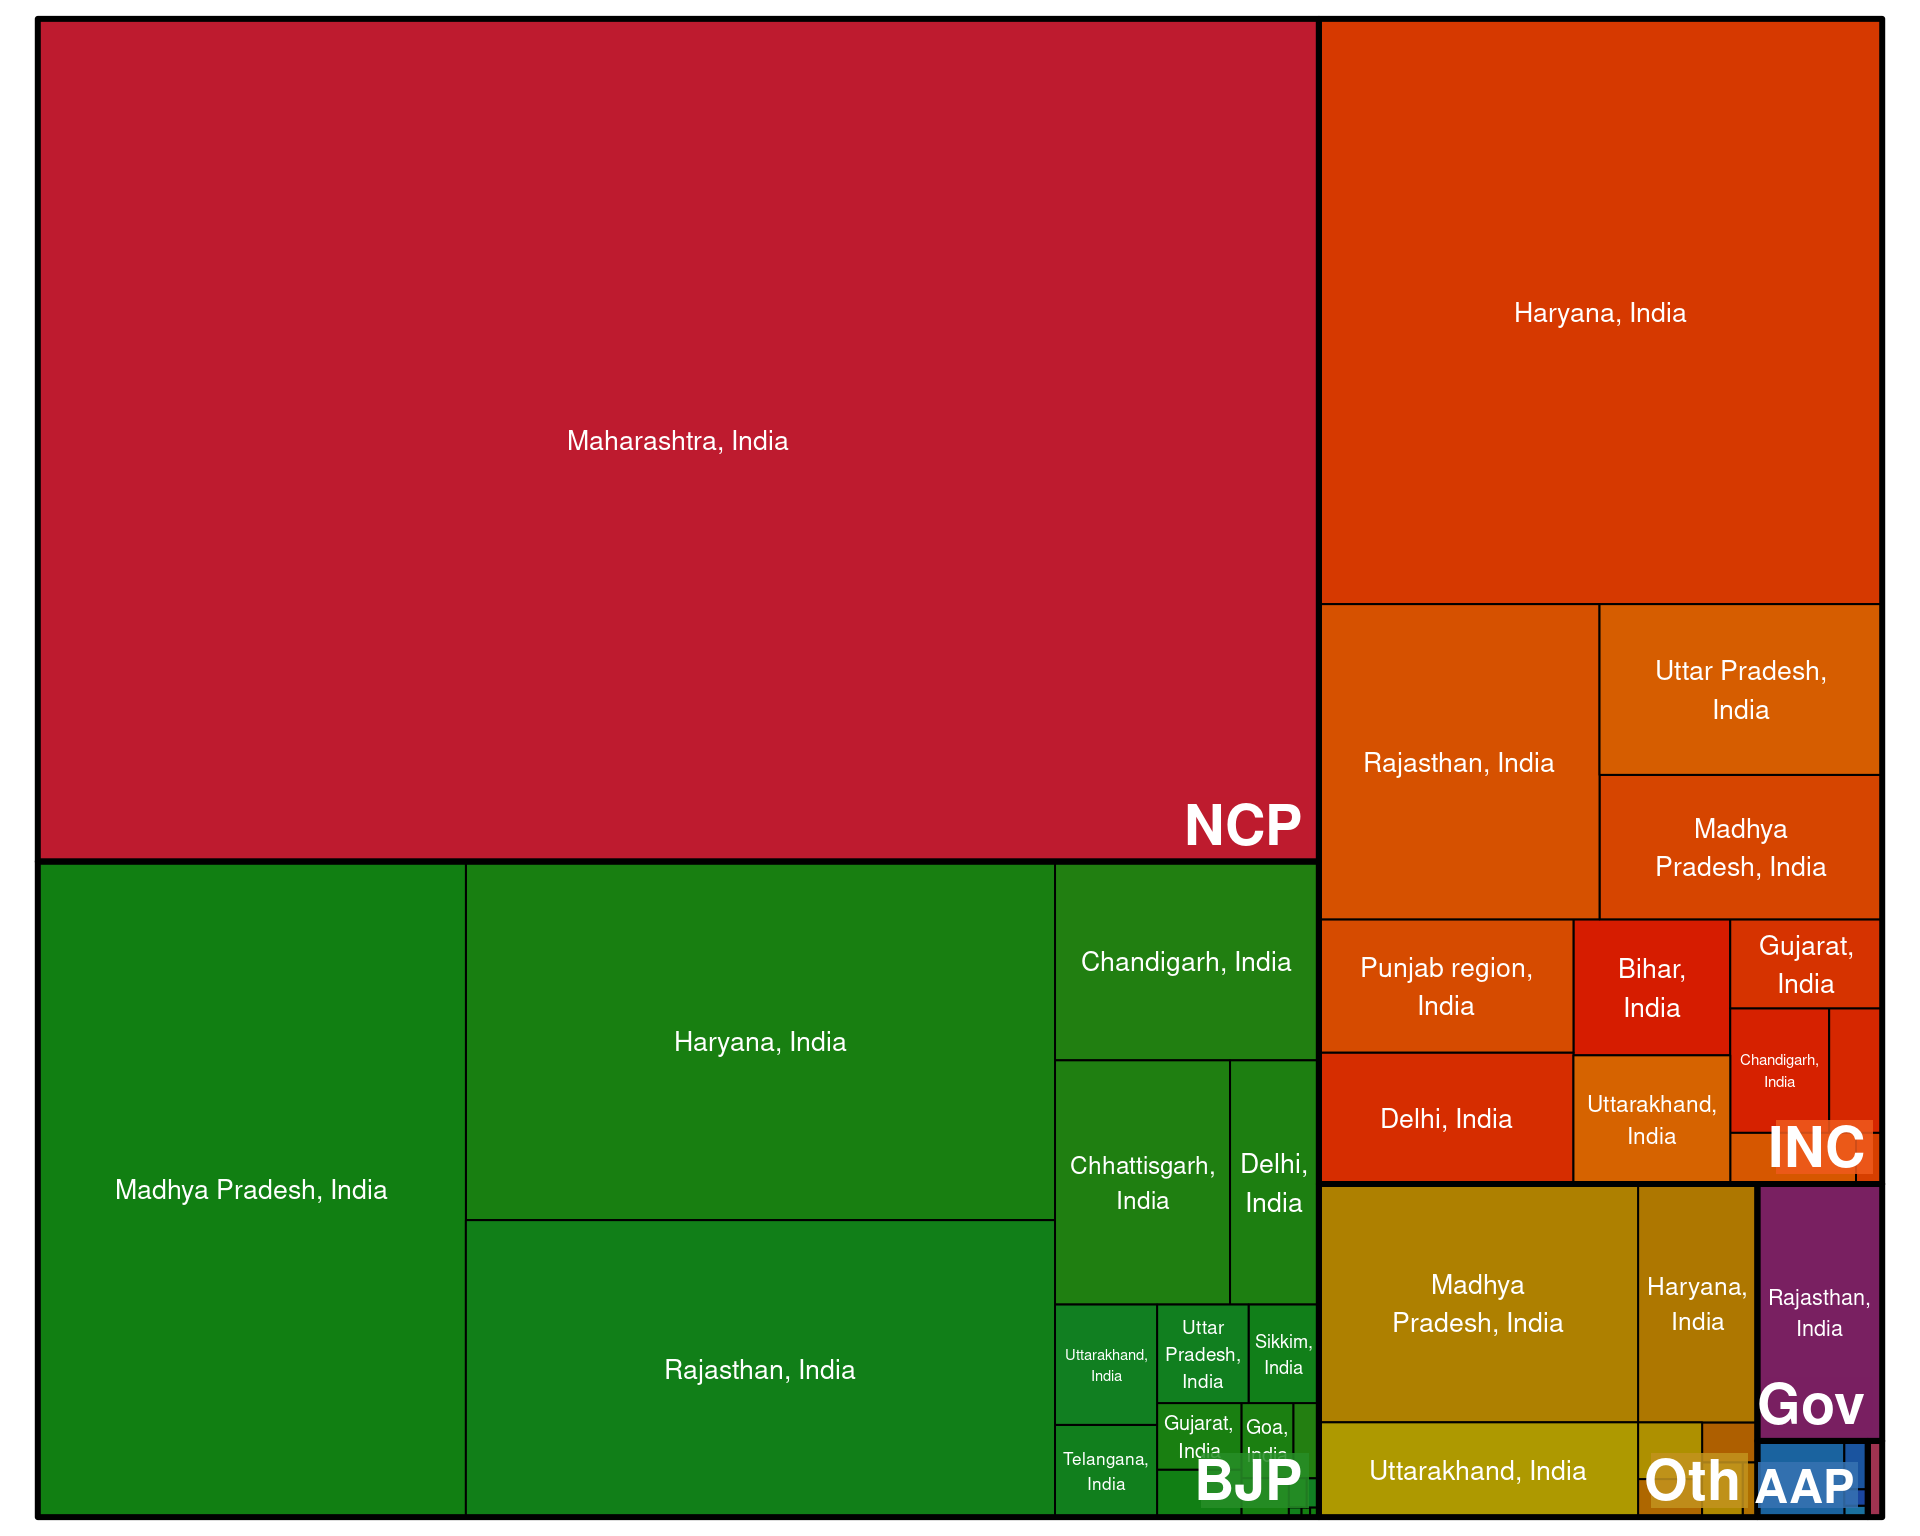 Maharashtra, India
NCP
Madhya Pradesh, India
Haryana, India
Rajasthan, India
Chandigarh, India
Chhattisgarh,
India
Delhi,
India
Uttarakhand,
India
Telangana,
India
Uttar
Pradesh,
India
Sikkim,
India
Gujarat,
India
Goa,
India
BJP
Haryana, India
Rajasthan, India
Uttar Pradesh,
India
Madhya
Pradesh, India
Punjab region,
India
Delhi, India
Bihar,
India
Uttarakhand,
India
Gujarat,
India
Chandigarh,
India
INC
Madhya
Pradesh, India
Haryana,
India
Uttarakhand, India
Oth
Rajasthan,
India
Gov
AAP